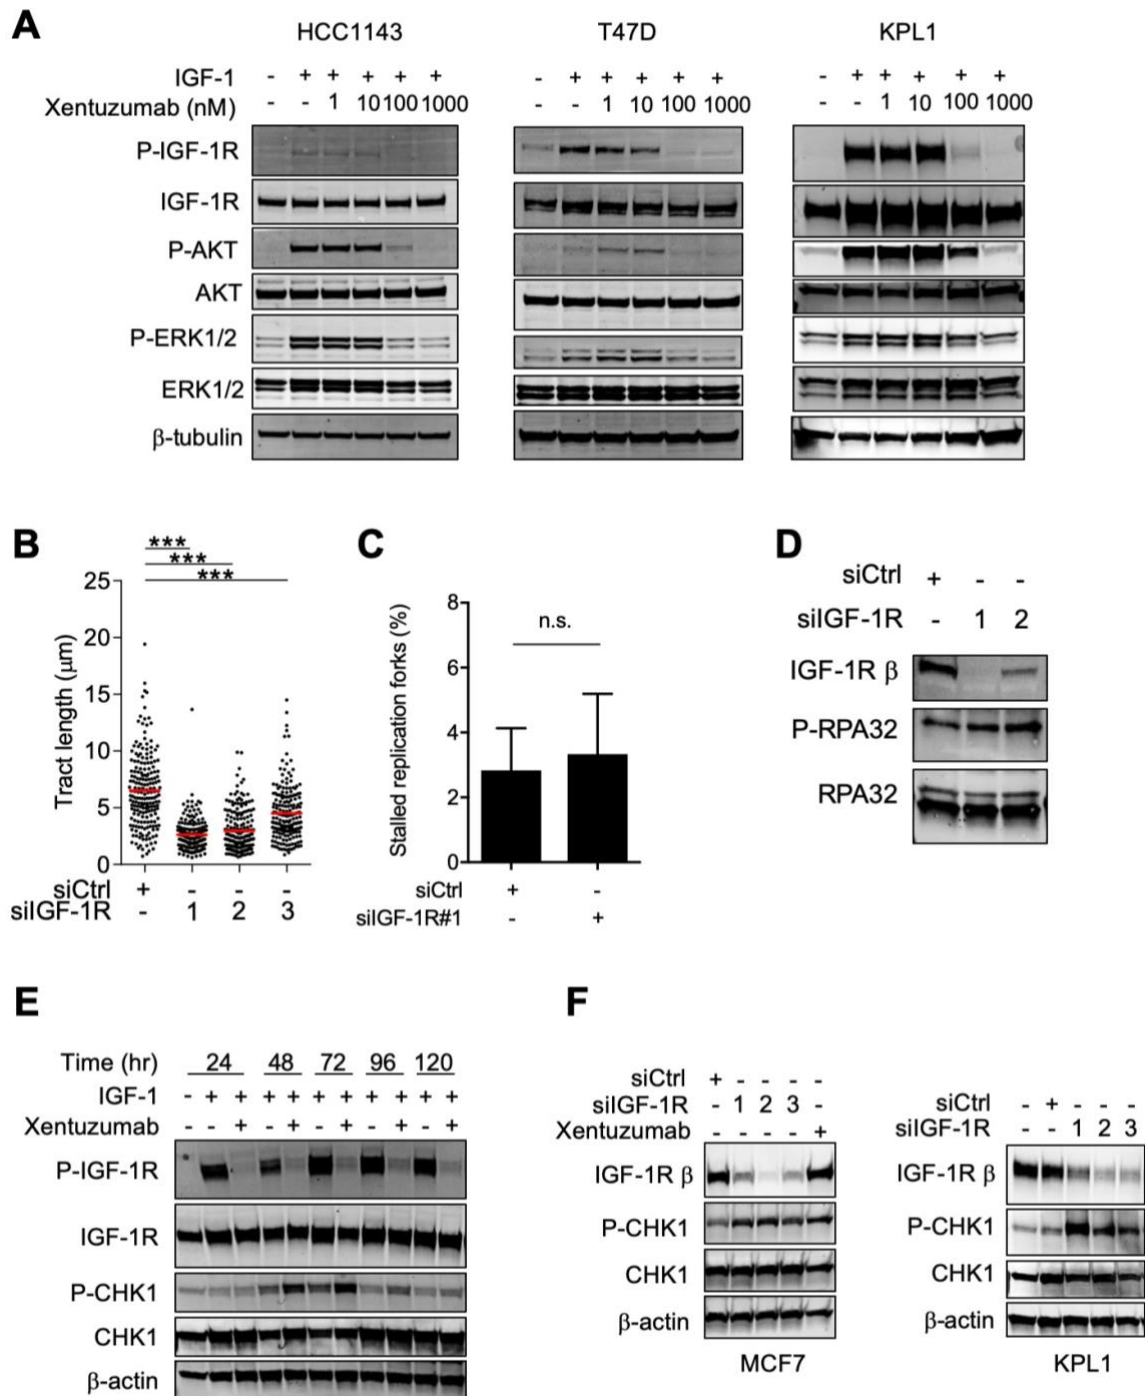 A
HCC1143 T47D KPL1
IGF-1 - + + + + + - + + + + + - + + + + +
Xentuzumab (nM) - - 1 10 100 1000 - - 1 10 100 1000 - - 1 10 100 1000
P-IGF-1R
IGF-1R
P-AKT
AKT
P-ERK1/2
ERK1/2
β-tubulin
B
***
***
***
Tract length (μm)
25
20
15
10
5
0
siCtrl + - - -
siIGF-1R - 1 2 3
C
Stalled replication forks (%)
8
6
4
2
0
n.s.
siCtrl + -
siIGF-1R#1 - +
D
siCtrl + - -
siIGF-1R - 1 2
IGF-1R β
P-RPA32
RPA32
E
Time (hr) 24 48 72 96 120
IGF-1 - + + + + + + + + + +
Xentuzumab - - + - + - + - + - +
P-IGF-1R
IGF-1R
P-CHK1
CHK1
β-actin
F
siCtrl + - - - -
siIGF-1R - 1 2 3 -
Xentuzumab - - - - +
IGF-1R β
P-CHK1
CHK1
β-actin
MCF7
siCtrl - + - - -
siIGF-1R - - 1 2 3
IGF-1R β
P-CHK1
CHK1
β-actin
KPL1